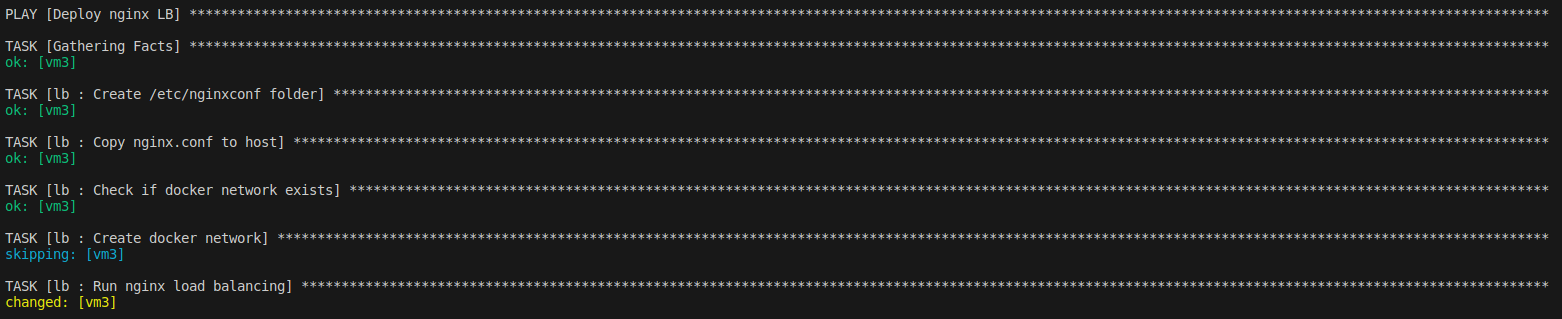 PLAY [Deploy nginx LB] **************************************************************************************************************************************************************************
TASK [Gathering Facts] **************************************************************************************************************************************************************************
ok: [vm3]
TASK [lb : Create /etc/nginxconf folder] ********************************************************************************************************************************************************
ok: [vm3]
TASK [lb : Copy nginx.conf to host] *************************************************************************************************************************************************************
ok: [vm3]
TASK [lb : Check if docker network exists] ******************************************************************************************************************************************************
ok: [vm3]
TASK [lb : Create docker network] ***************************************************************************************************************************************************************
skipping: [vm3]
TASK [lb : Run nginx load balancing] ************************************************************************************************************************************************************
changed: [vm3]